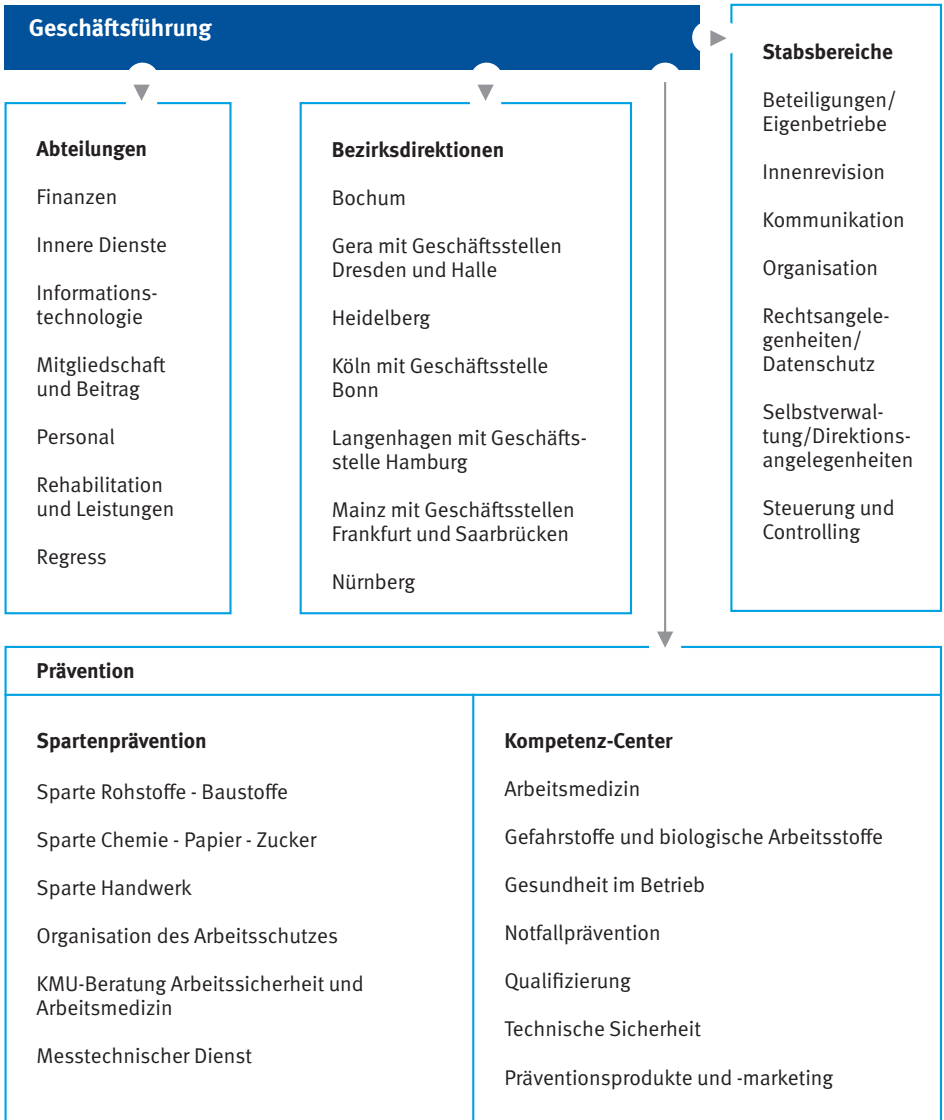 Geschäftsführung
Abteilungen
Finanzen
Innere Dienste
Informations-
technologie
Mitgliedschaft
und Beitrag
Personal
Rehabilitation
und Leistungen
Regress
Bezirksdirektionen
Bochum
Gera mit Geschäftsstellen
Dresden und Halle
Heidelberg
Köln mit Geschäftsstelle
Bonn
Langenhagen mit Geschäfts-
stelle Hamburg
Mainz mit Geschäftsstellen
Frankfurt und Saarbrücken
Nürnberg
Stabsbereiche
Beteiligungen/
Eigenbetriebe
Innenrevision
Kommunikation
Organisation
Rechtsangele-
genheiten/
Datenschutz
Selbstverwal-
tung/Direktions-
angelegenheiten
Steuerung und
Controlling
Prävention
Spartenprävention
Sparte Rohstoffe - Baustoffe
Sparte Chemie - Papier - Zucker
Sparte Handwerk
Organisation des Arbeitsschutzes
KMU-Beratung Arbeitssicherheit und
Arbeitsmedizin
Messtechnischer Dienst
Kompetenz-Center
Arbeitsmedizin
Gefahrstoffe und biologische Arbeitsstoffe
Gesundheit im Betrieb
Notfallprävention
Qualifizierung
Technische Sicherheit
Präventionsprodukte und -marketing